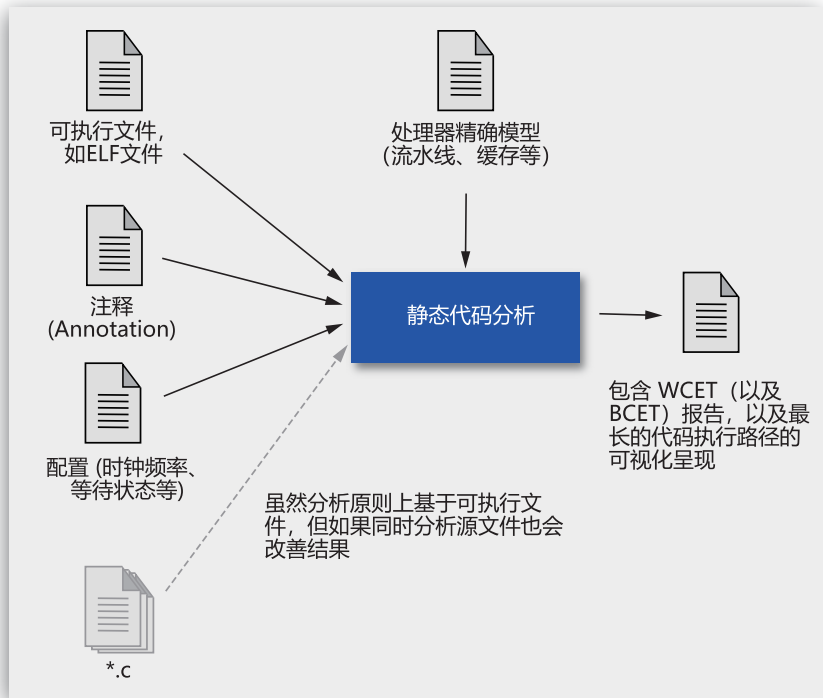 可执行文件，
如ELF文件
处理器精确模型
（流水线、缓存等）
注释
(Annotation)
静态代码分析
包含 WCET（以及
BCET）报告，以及最
长的代码执行路径的
可视化呈现
配置 (时钟频率、
等待状态等)
虽然分析原则上基于可执行文
件，但如果同时分析源文件也会
改善结果
*.c